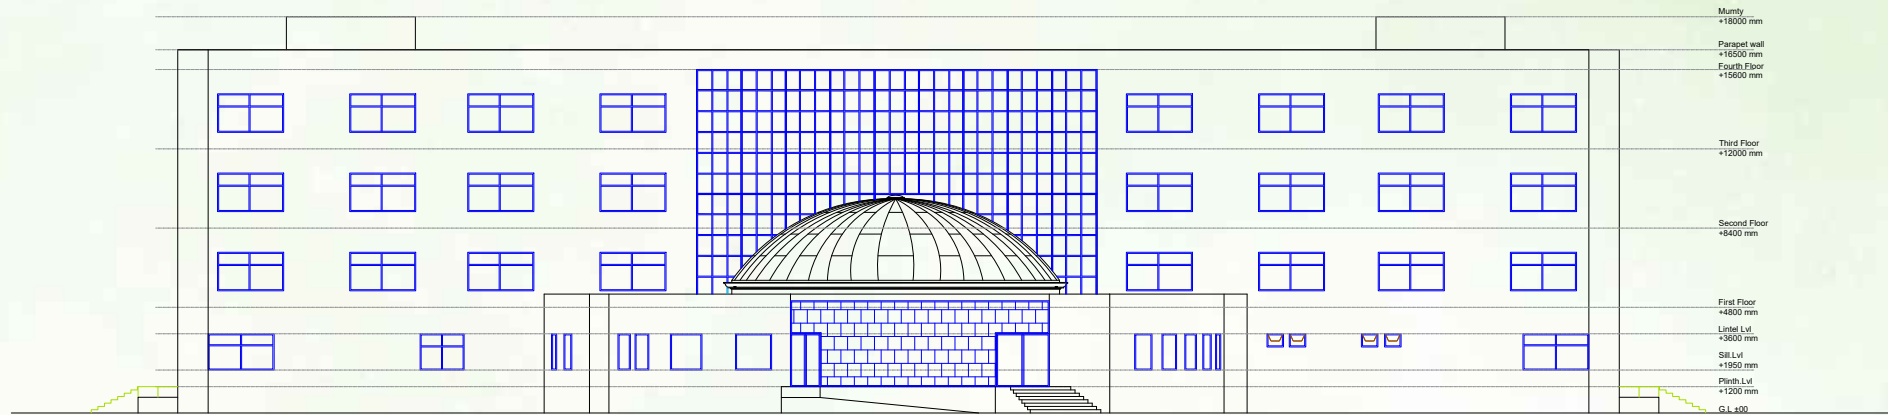 Mumty
+18000 mm
Parapet wall
+16500 mm
Fourth Floor
+15600 mm
Third Floor
+12000 mm
Second Floor
+8400 mm
First Floor
+4800 mm
Lintel Lvl
+3600 mm
Sill.Lvl
+1950 mm
Plinth.Lvl
+1200 mm
G.L ±00